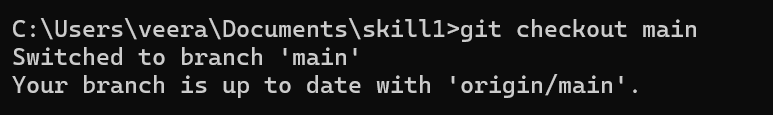 C:\Users\veera\Documents\skill1>git checkout main
Switched to branch 'main'
Your branch is up to date with 'origin/main'.